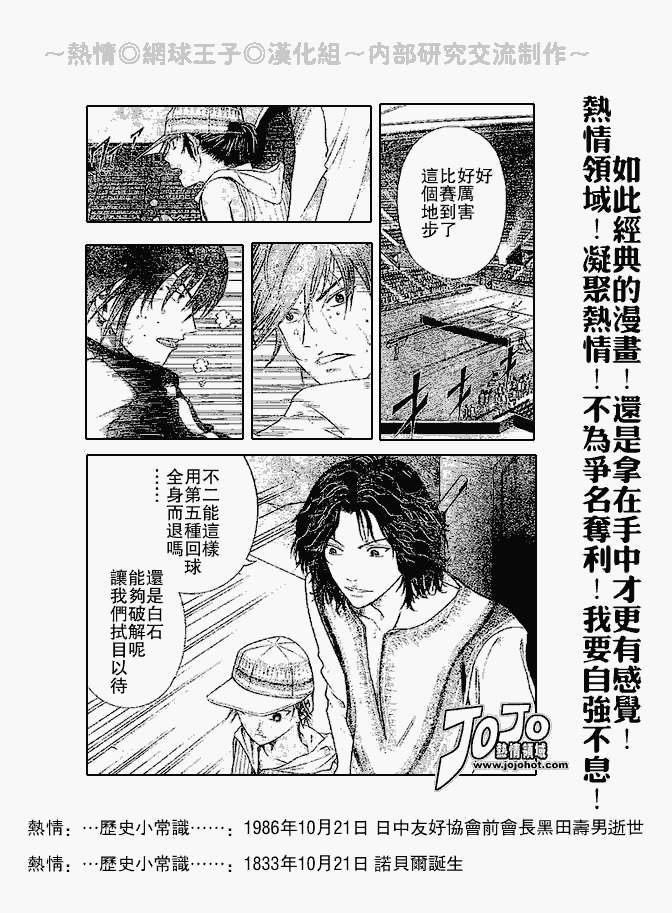 ～熱情◎網球王子◎漢化組～内部研究交流制作～
好厲害
比賽到了
這個地步
不二能這樣
用第五種回球
全身而退嗎
……
還是白石
能夠破解呢
讓我們拭目以待
如此經典的漫畫！還是拿在手中才更有感覺！
熱情領域！凝聚熱情！不為爭名奪利！我要自強不息！
JOJO
熱情領域
www.jojohot.com
熱情：…歷史小常識……：1986年10月21日 日中友好協會前會長黑田壽男逝世
熱情：…歷史小常識……：1833年10月21日 諾貝爾誕生